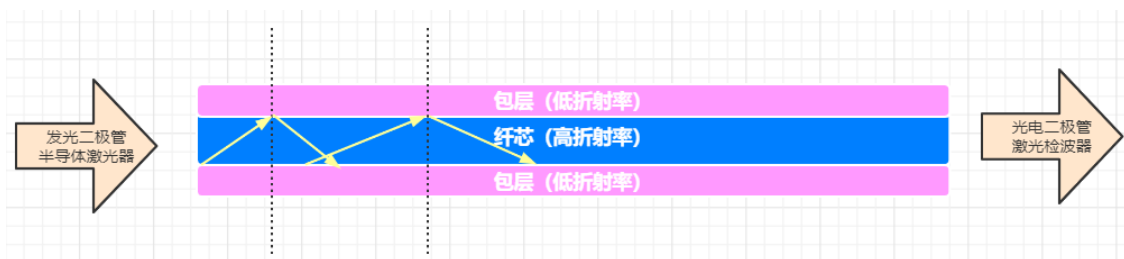 包层（低折射率）
发光二极管
半导体激光器
纤芯（高折射率）
光电二极管
激光检波器
包层（低折射率）